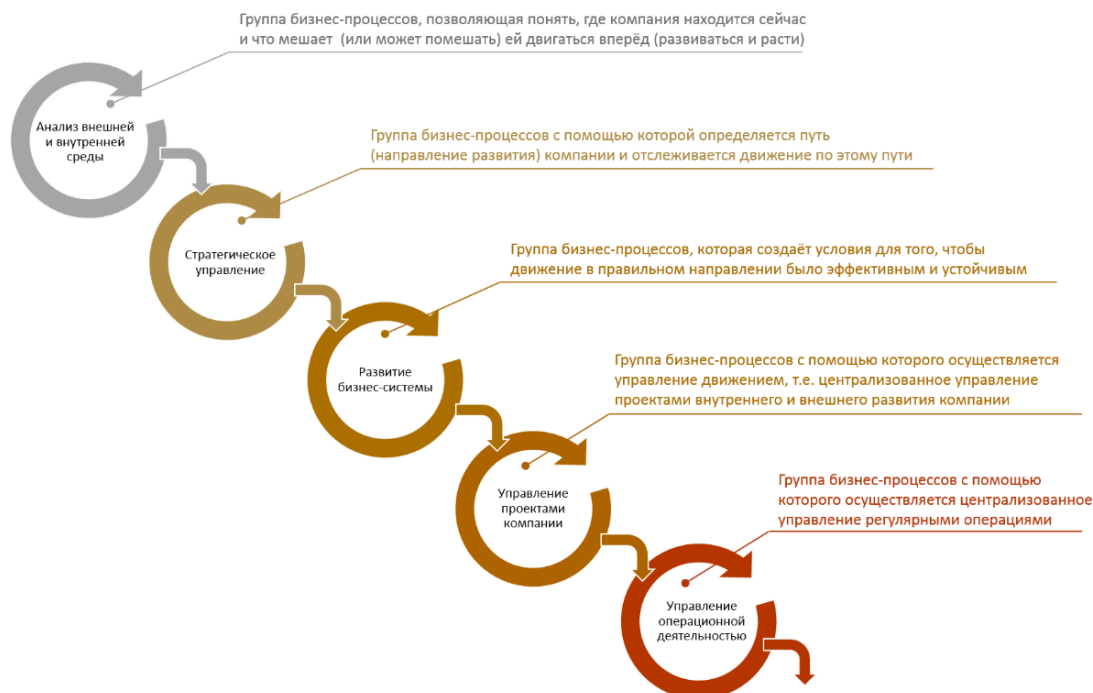 Группа бизнес-процессов, позволяющая понять, где компания находится сейчас
и что мешает (или может помешать) ей двигаться вперёд (развиваться и расти)
Анализ внешней
и внутренней
среды
Группа бизнес-процессов с помощью которой определяется путь
(направление развития) компании и отслеживается движение по этому пути
Стратегическое
управление
Группа бизнес-процессов, которая создаёт условия для того, чтобы
движение в правильном направлении было эффективным и устойчивым
Развитие
бизнес-системы
Группа бизнес-процессов с помощью которого осуществляется
управление движением, т.е. централизованное управление
проектами внутреннего и внешнего развития компании
Управление
проектами
компании
Группа бизнес-процессов с помощью
которого осуществляется централизованное
управление регулярными операциями
Управление
операционной
деятельностью